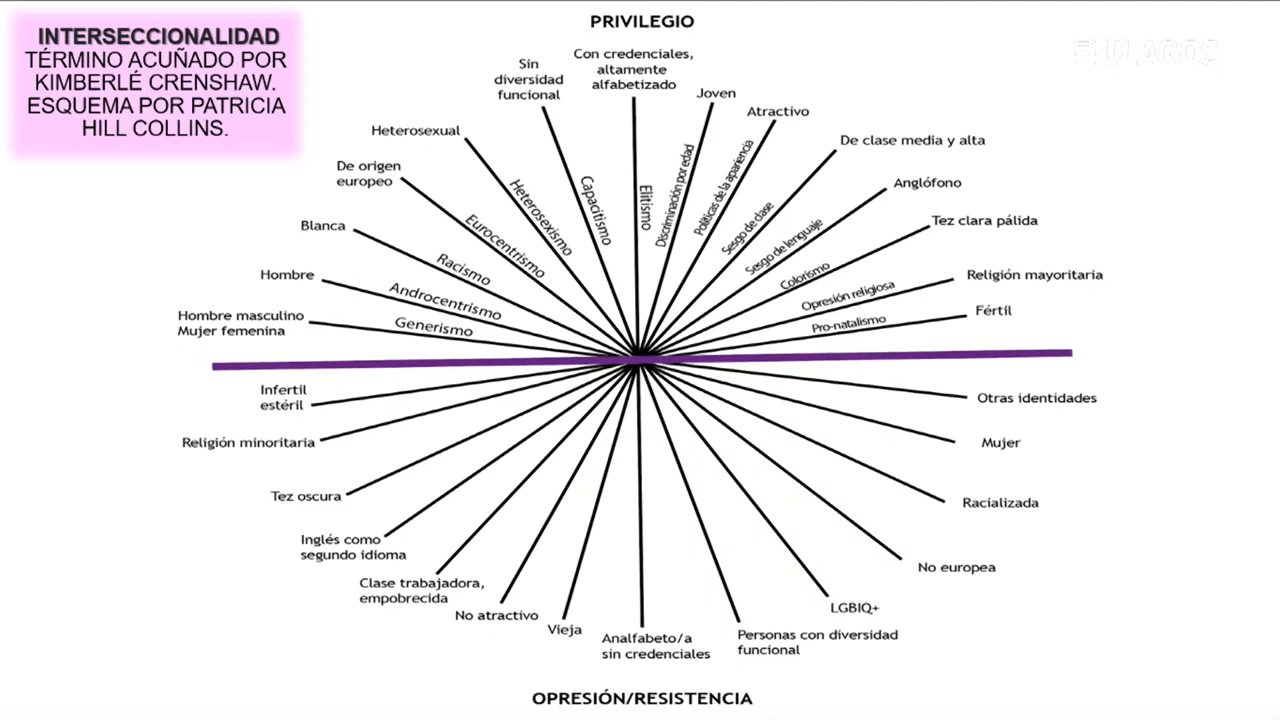 INTERSECCIONALIDAD
TÉRMINO ACUÑADO POR
KIMBERLÉ CRENSHAW.
ESQUEMA POR PATRICIA
HILL COLLINS.
PRIVILEGIO
ULAGOS
Con credenciales,
altamente
alfabetizado
Sin
diversidad
funcional
Joven
Atractivo
Heterosexual
De clase media y alta
De origen
europeo
Anglófono
Blanca
Tez clara pálida
Hombre
Religión mayoritaria
Hombre masculino
Mujer femenina
Fértil
Generismo
Androcentrismo
Racismo
Eurocentrismo
Heterosexismo
Capacitismo
Elitismo
Discriminación por edad
Políticas de la apariencia
Sesgo de clase
Sesgo de lenguaje
Colorismo
Opresión religiosa
Pro-natalismo
Infertil
estéril
Otras identidades
Religión minoritaria
Mujer
Tez oscura
Racializada
Inglés como
segundo idioma
No europea
Clase trabajadora,
empobrecida
No atractivo
LGBIQ+
Vieja
Analfabeto/a
sin credenciales
Personas con diversidad
funcional
OPRESIÓN/RESISTENCIA